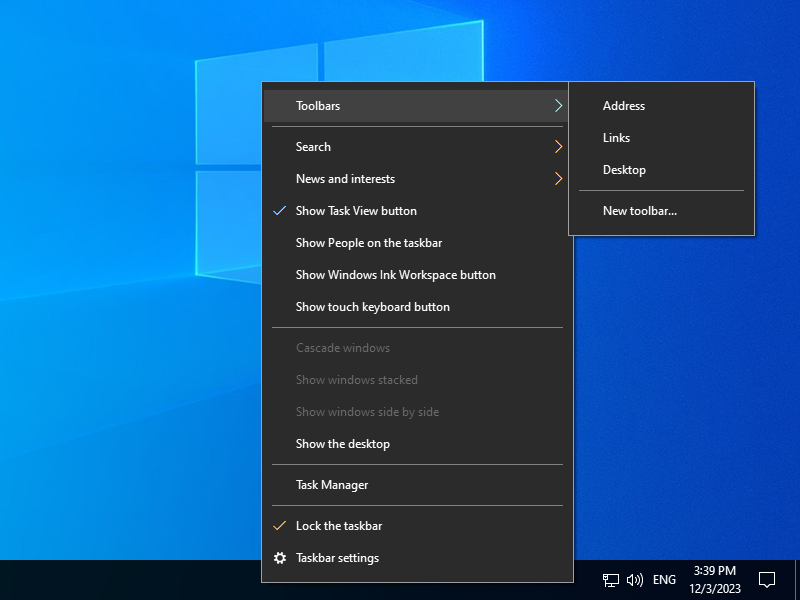 Toolbars
Search
News and interests
Show Task View button
Show People on the taskbar
Show Windows Ink Workspace button
Show touch keyboard button
Cascade windows
Show windows stacked
Show windows side by side
Show the desktop
Task Manager
Lock the taskbar
Taskbar settings
Address
Links
Desktop
New toolbar...
ENG
3:39 PM
12/3/2023